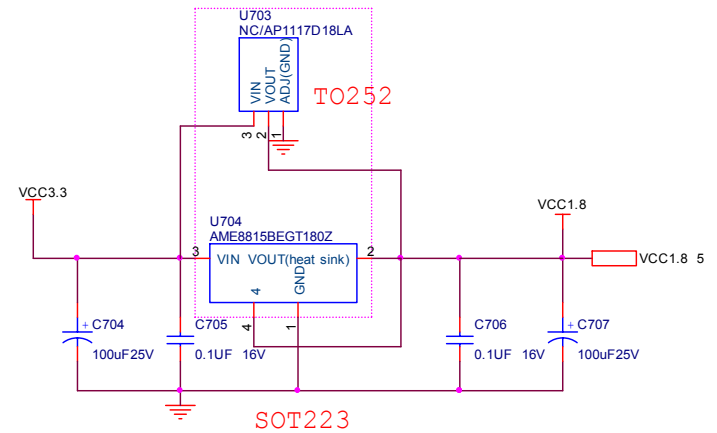 U703
NC/AP1117D18LA
VIN
VOUT
ADJ(GND)
3
2
1
TO252
VCC3.3
VCC1.8
U704
AME8815BEGT180Z
3
VIN VOUT(heat sink)
2
4
GND
4
1
VCC1.8 5
+ C704
100uF25V
C705
0.1UF 16V
C706
0.1UF 16V
+ C707
100uF25V
SOT223